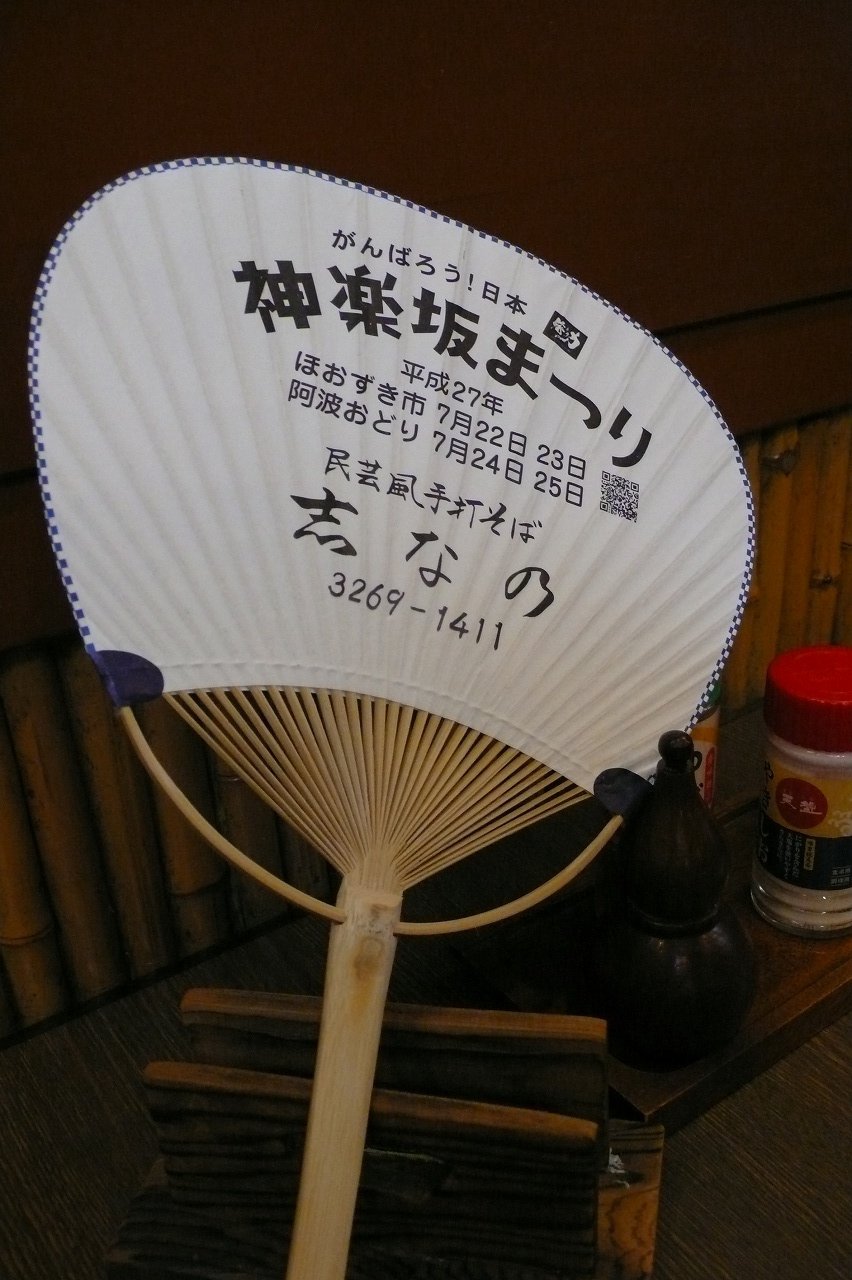 がんばろう!日本
神楽坂まつり
平成27年
ほおずき市 7月22日 23日
阿波おどり 7月24日 25日
民芸風手打そば
志な乃
3269-1411